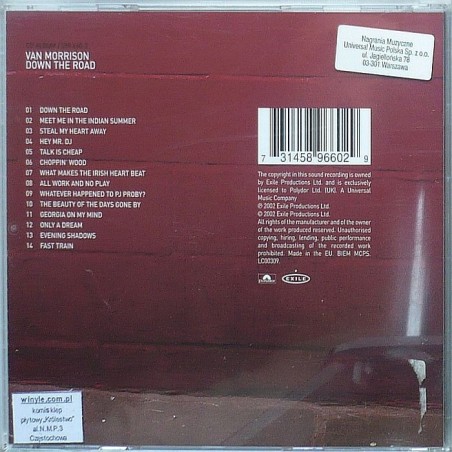 VAN MORRISON
DOWN THE ROAD
Nagrania Muzyczne
Universal Music Polska Sp. z o.o.
ul. Jagiellońska 78
03-301 Warszawa
01 DOWN THE ROAD
02 MEET ME IN THE INDIAN SUMMER
03 STEAL MY HEART AWAY
04 HEY MR. DJ
05 TALK IS CHEAP
06 CHOPPIN' WOOD
07 WHAT MAKES THE IRISH HEART BEAT
08 ALL WORK AND NO PLAY
09 WHATEVER HAPPENED TO PJ PROBY?
10 THE BEAUTY OF THE DAYS GONE BY
11 GEORGIA ON MY MIND
12 ONLY A DREAM
13 EVENING SHADOWS
14 FAST TRAIN
7 31458 96602 9
The copyright in this sound recording is owned
by Exile Productions Ltd. and is exclusively
licensed to Polydor Ltd. (UK). A Universal
Music Company
℗ 2002 Exile Productions Ltd.
© 2002 Exile Productions Ltd.
All rights of the manufacturer and of the owner
of the work produced reserved. Unauthorised
copying, hiring, lending, public performance
and broadcasting of the recorded work
prohibited. Made in the EU. BIEM MCPS.
LC00309.
EXILE
winyle.com.pl
komis sklep
płytowy „Królestwo"
al.N.M.P.3
Częstochowa